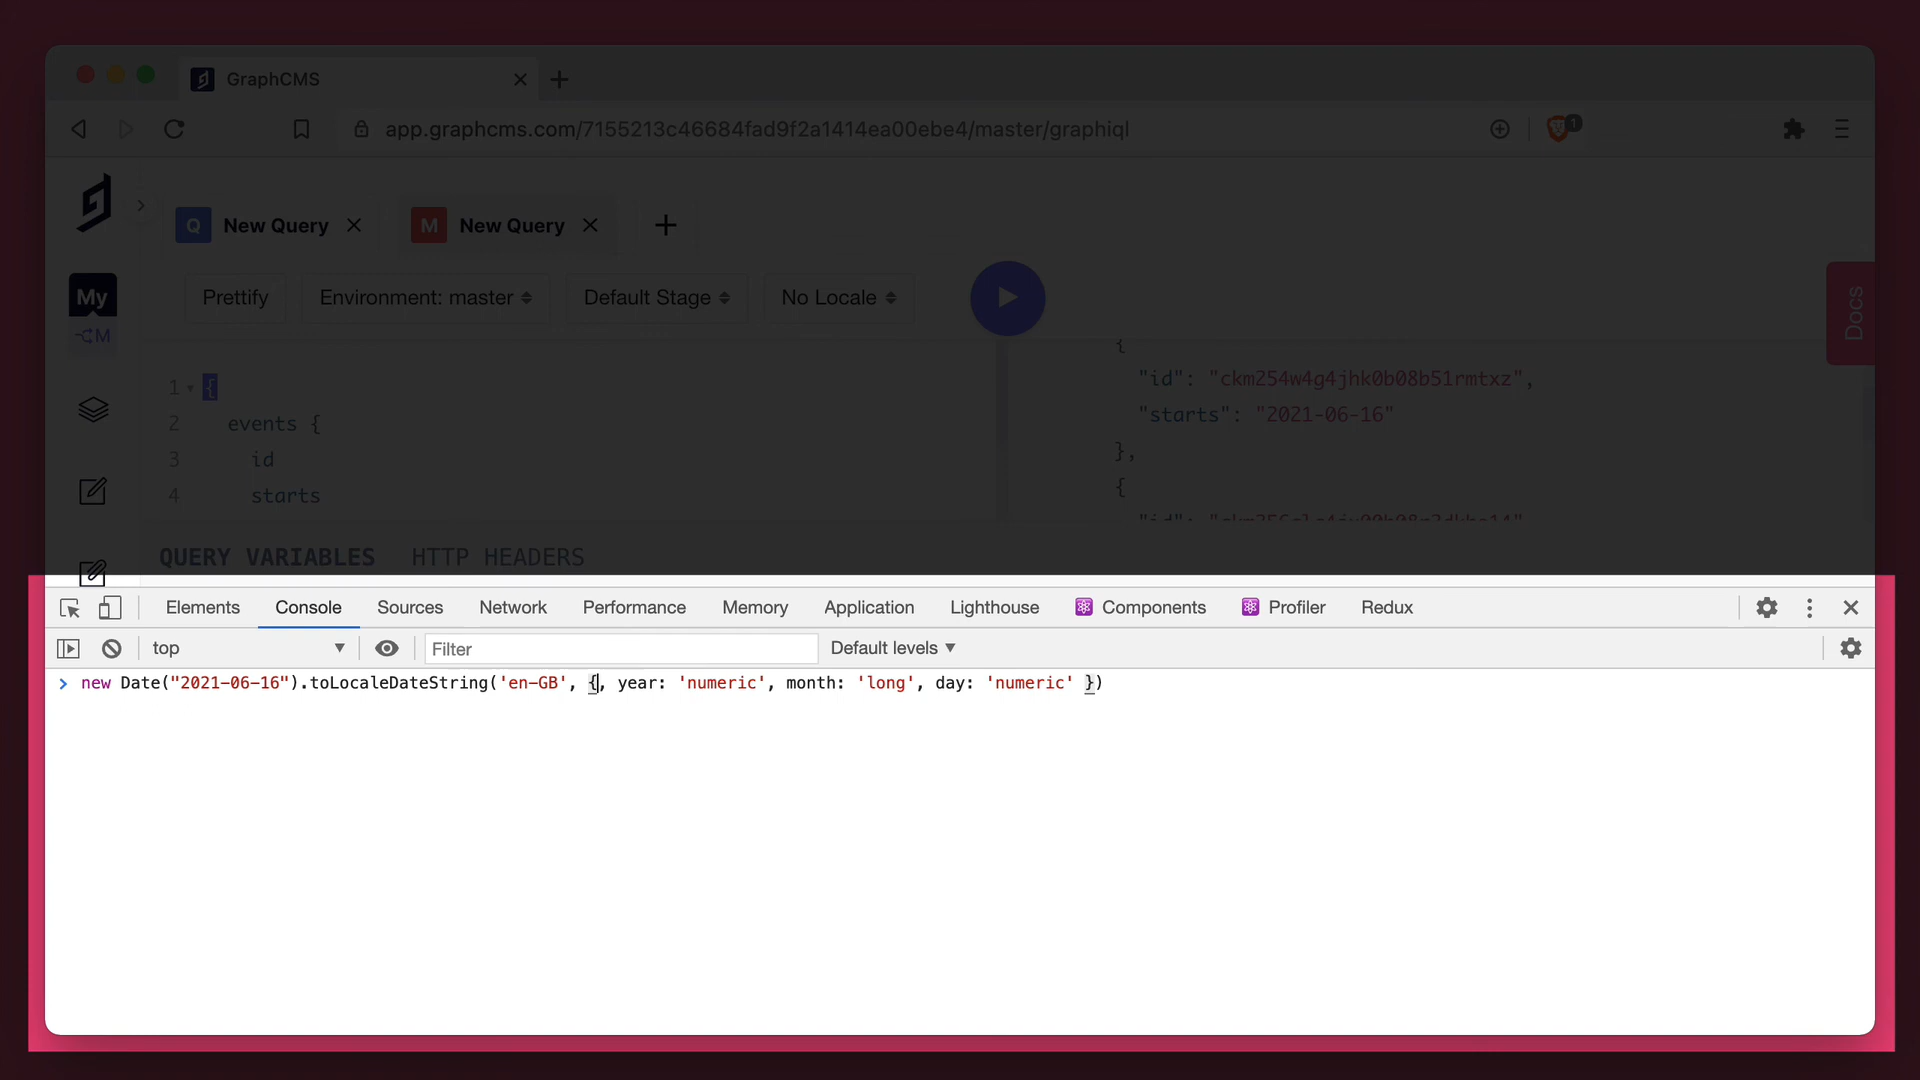 GraphCMS
app.graphcms.com/7155213c46684fad9f2a1414ea00ebe4/master/graphiql
1
Q New Query
M New Query
My
M
Prettify
Environment: master
Default Stage
No Locale
Docs
1 {
2 events {
3 id
4 starts
{
"id": "ckm254w4g4jhk0b08b51rmtxz",
"starts": "2021-06-16"
},
{
QUERY VARIABLES
HTTP HEADERS
Elements
Console
Sources
Network
Performance
Memory
Application
Lighthouse
Components
Profiler
Redux
top
Filter
Default levels
> new Date("2021-06-16").toLocaleDateString('en-GB', {, year: 'numeric', month: 'long', day: 'numeric' })